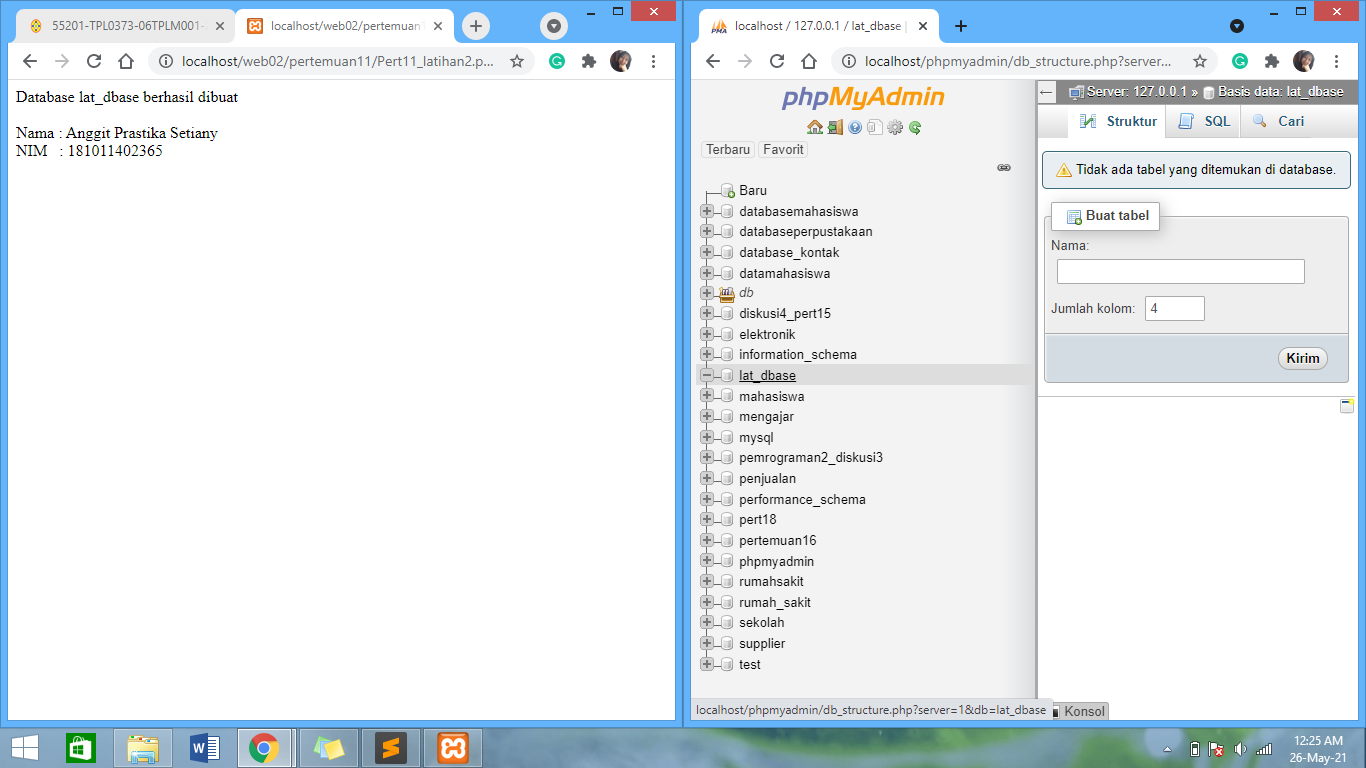 55201-TPL0373-06TPLM001-
localhost/web02/pertemuan1
localhost/web02/pertemuan11/Pert11_latihan2.p...
Database lat_dbase berhasil dibuat
Nama : Anggit Prastika Setiany
NIM : 181011402365
localhost / 127.0.0.1 / lat_dbase |
localhost/phpmyadmin/db_structure.php?server...
phpMyAdmin
Terbaru Favorit
Baru
databasemahasiswa
databaseperpustakaan
database_kontak
datamahasiswa
db
diskusi4_pert15
elektronik
information_schema
lat_dbase
mahasiswa
mengajar
mysql
pemrograman2_diskusi3
penjualan
performance_schema
pert18
pertemuan16
phpmyadmin
rumahsakit
rumah_sakit
sekolah
supplier
test
localhost/phpmyadmin/db_structure.php?server=1&db=lat_dbase
Server: 127.0.0.1 » Basis data: lat_dbase
Struktur SQL Cari
Tidak ada tabel yang ditemukan di database.
Buat tabel
Nama:
Jumlah kolom: 4
Kirim
Konsol
12:25 AM
26-May-21